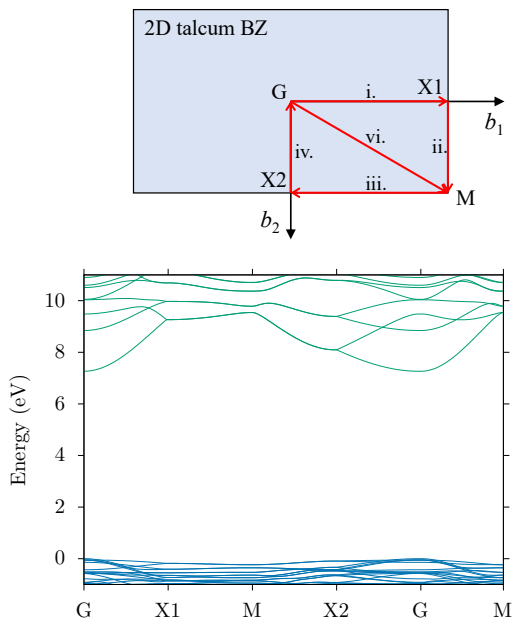 2D talcum BZ
G
i.
X1
b₁
iv.
vi.
ii.
X2
iii.
M
b₂
10
8
6
4
2
0
Energy (eV)
G X1 M X2 G M